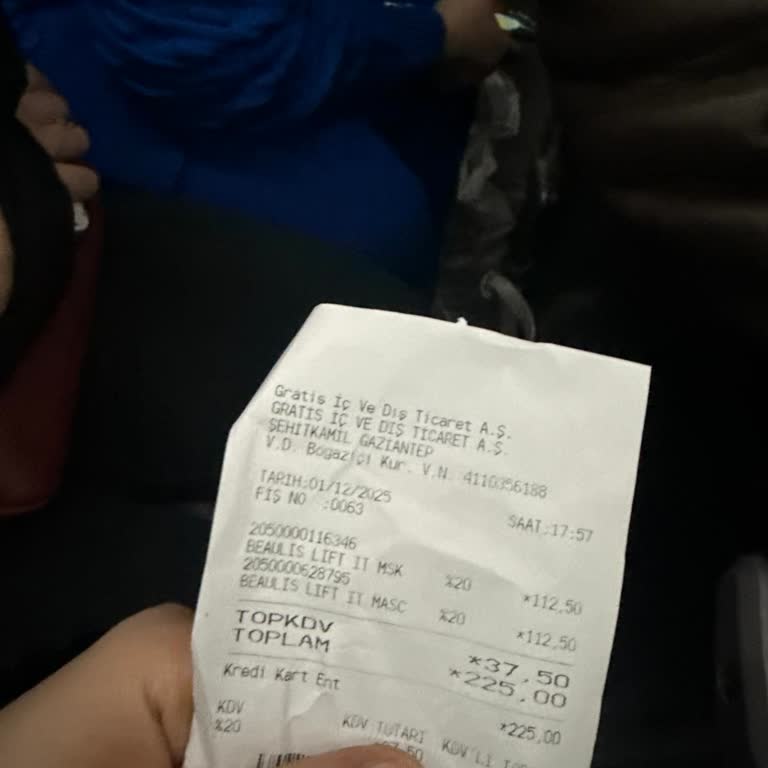 Gratis İç Ve Dış Ticaret A.Ş.
GRATIS İÇ VE DIŞ TİCARET A.Ş.
ŞEHİTKAMİL GAZİANTEP
V.D. Boğaziçi Kur. V.N. 4110356188
TARİH:01/12/2025 SAAT:17:57
FİŞ NO :0063
2050000116346
BEAULIS LIFT IT MSK %20 *112,50
2050000628795
BEAULIS LIFT IT MASC %20 *112,50
TOPKDV *37,50
TOPLAM *225,00
Kredi Kart Ent *225,00
KDV KDV TUTARI KDV'Lİ
%20